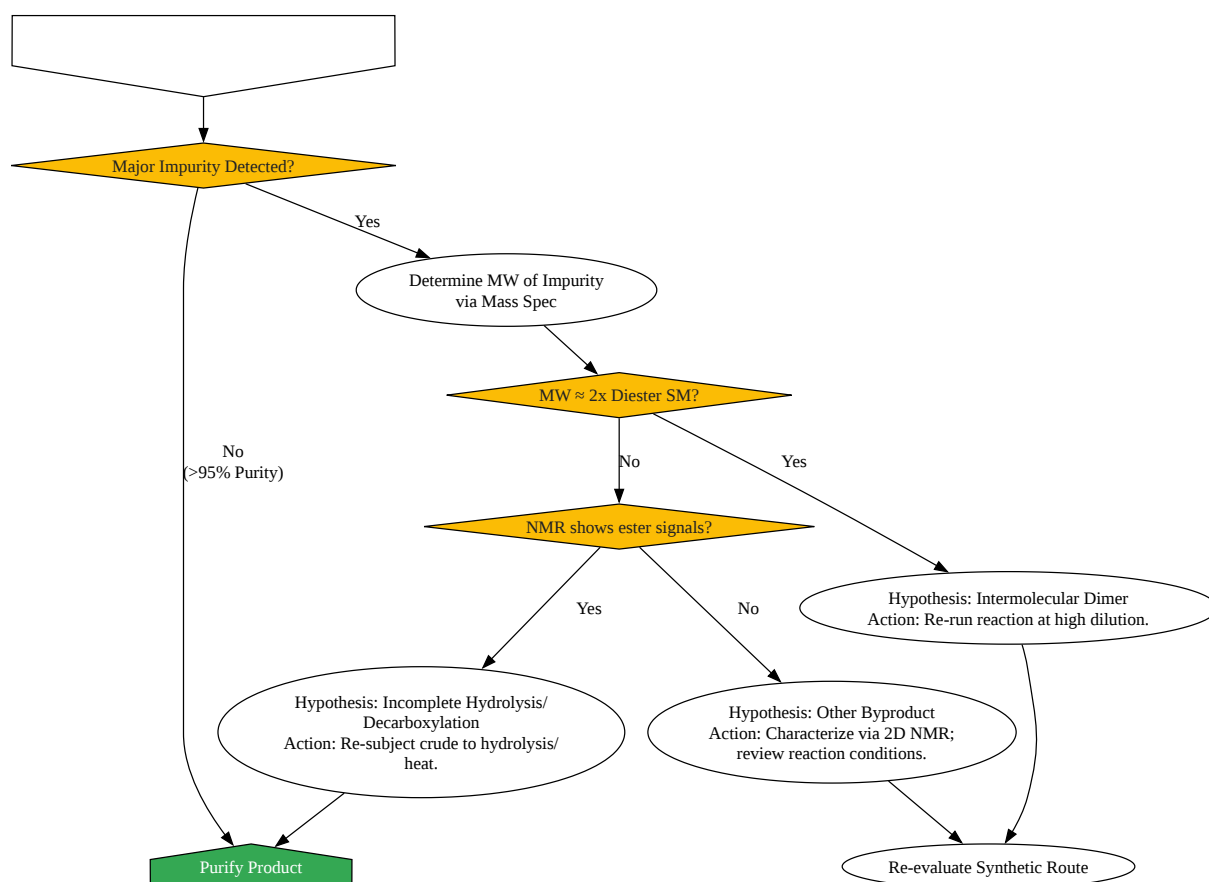 Major Impurity Detected?
Yes
Determine MW of Impurity
via Mass Spec
MW ≈ 2x Diester SM?
No
(>95% Purity)
No
Yes
NMR shows ester signals?
Yes
No
Hypothesis: Intermolecular Dimer
Action: Re-run reaction at high dilution.
Hypothesis: Incomplete Hydrolysis/
Decarboxylation
Action: Re-subject crude to hydrolysis/
heat.
Hypothesis: Other Byproduct
Action: Characterize via 2D NMR;
review reaction conditions.
Purify Product
Re-evaluate Synthetic Route